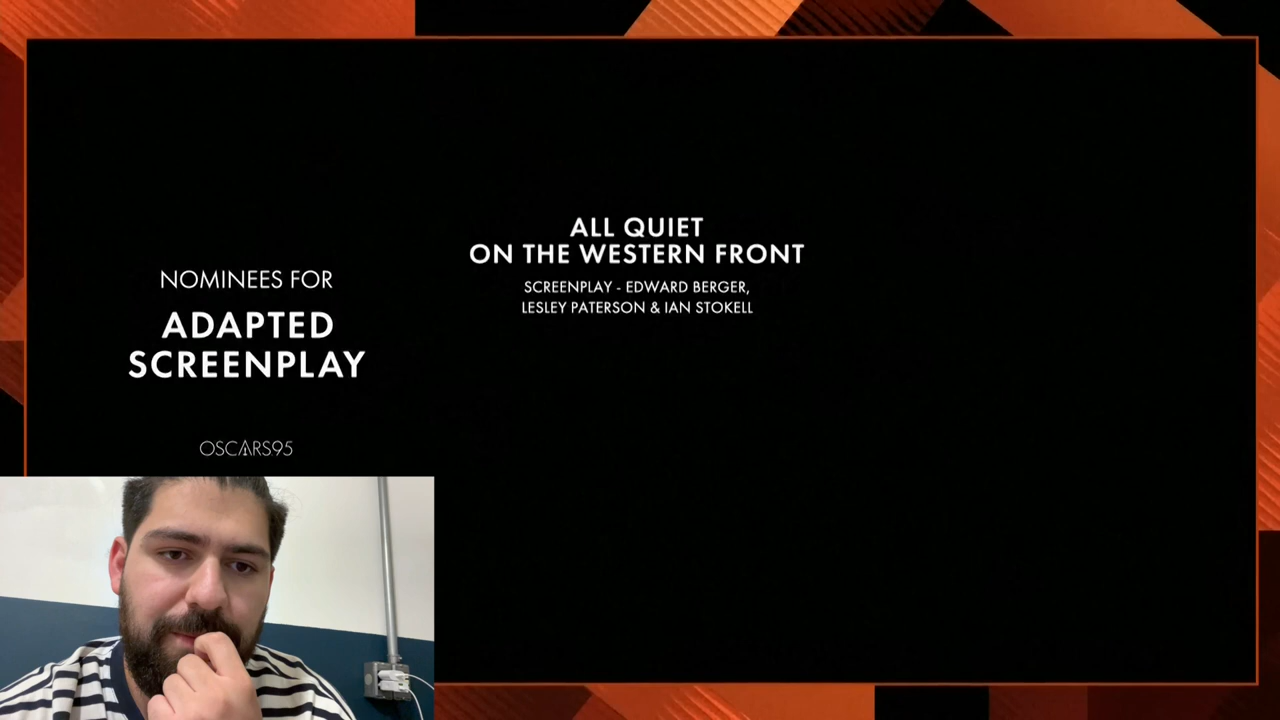 NOMINEES FOR
ADAPTED
SCREENPLAY
OSCARS95
ALL QUIET
ON THE WESTERN FRONT
SCREENPLAY - EDWARD BERGER,
LESLEY PATERSON & IAN STOKELL